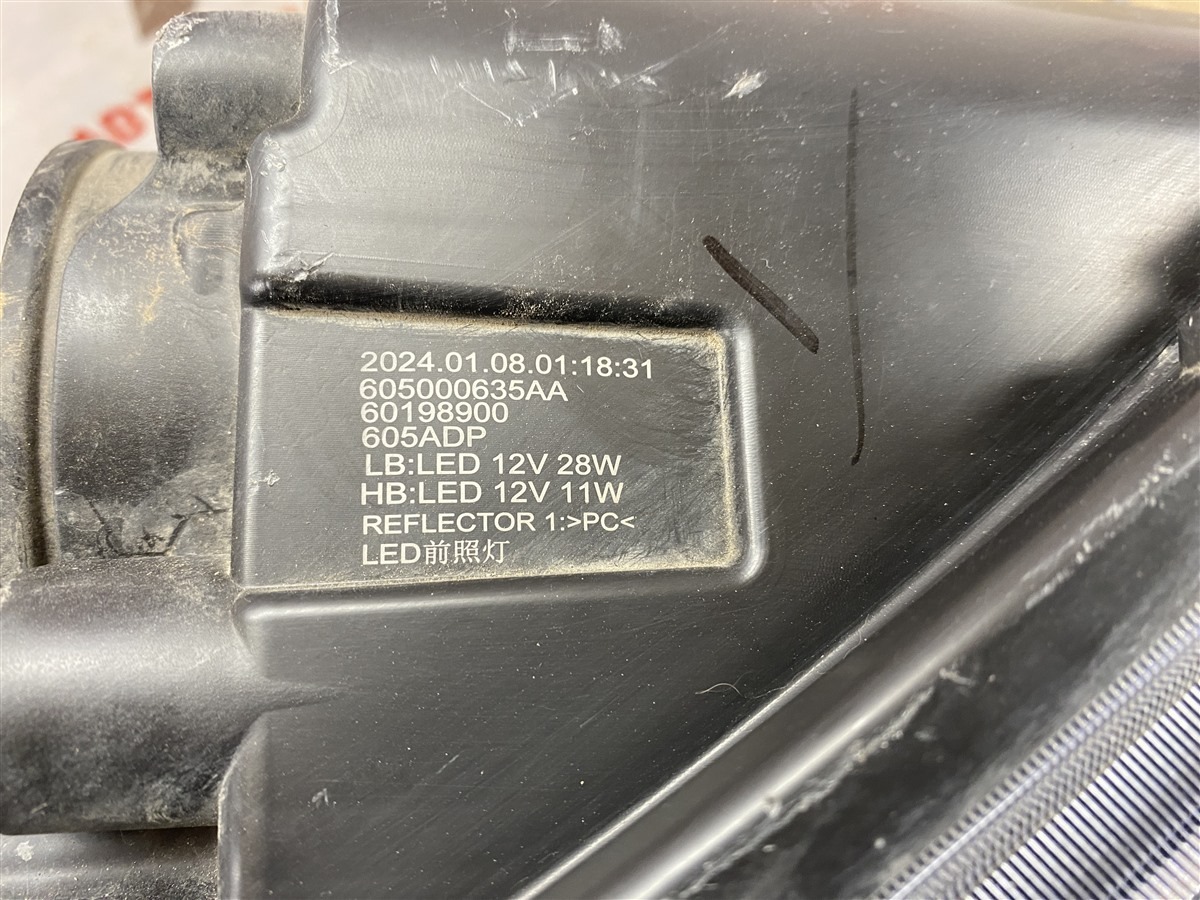 2024.01.08.01:18:31
605000635AA
60198900
605ADP
LB:LED 12V 28W
HB:LED 12V 11W
REFLECTOR 1:>PC<
LED前照灯